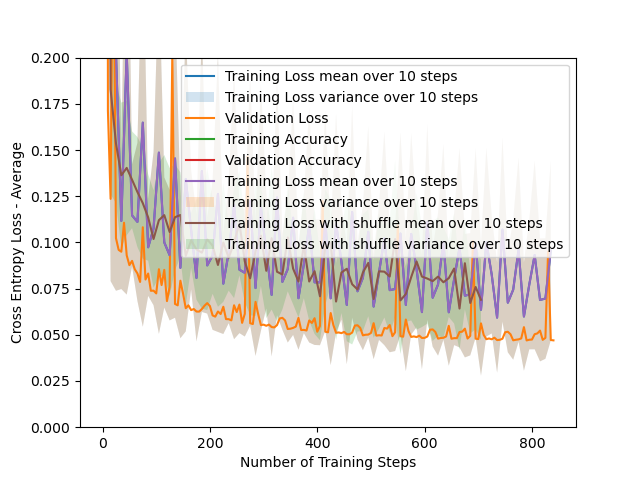 0.200
0.175
0.150
0.125
0.100
0.075
0.050
0.025
0.000
Cross Entropy Loss - Average
Training Loss mean over 10 steps
Training Loss variance over 10 steps
Validation Loss
Training Accuracy
Validation Accuracy
Training Loss mean over 10 steps
Training Loss variance over 10 steps
Training Loss with shuffle mean over 10 steps
Training Loss with shuffle variance over 10 steps
0 200 400 600 800
Number of Training Steps